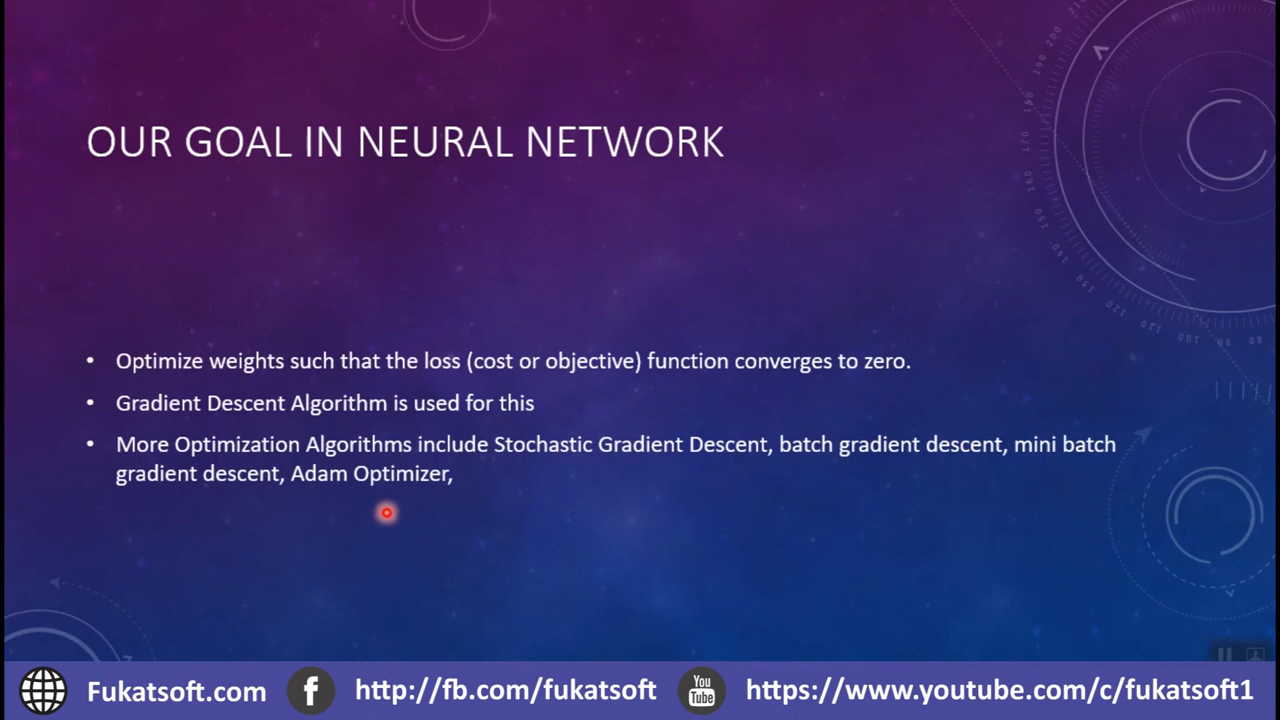 OUR GOAL IN NEURAL NETWORK
• Optimize weights such that the loss (cost or objective) function converges to zero.
• Gradient Descent Algorithm is used for this
• More Optimization Algorithms include Stochastic Gradient Descent, batch gradient descent, mini batch
gradient descent, Adam Optimizer,
Fukatsoft.com
f
http://fb.com/fukatsoft
You
Tube
https://www.youtube.com/c/fukatsoft1